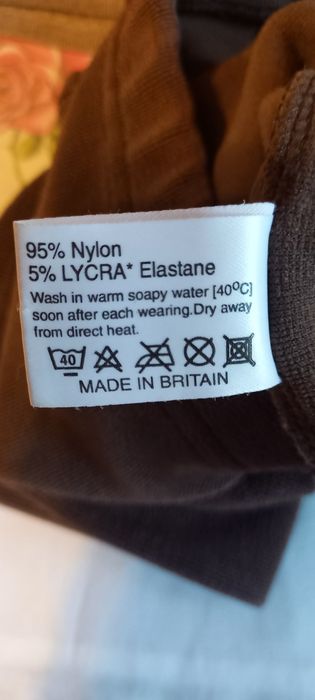 95% Nylon
5% LYCRA* Elastane
Wash in warm soapy water [40ºC]
soon after each wearing.Dry away
from direct heat.
40
MADE IN BRITAIN